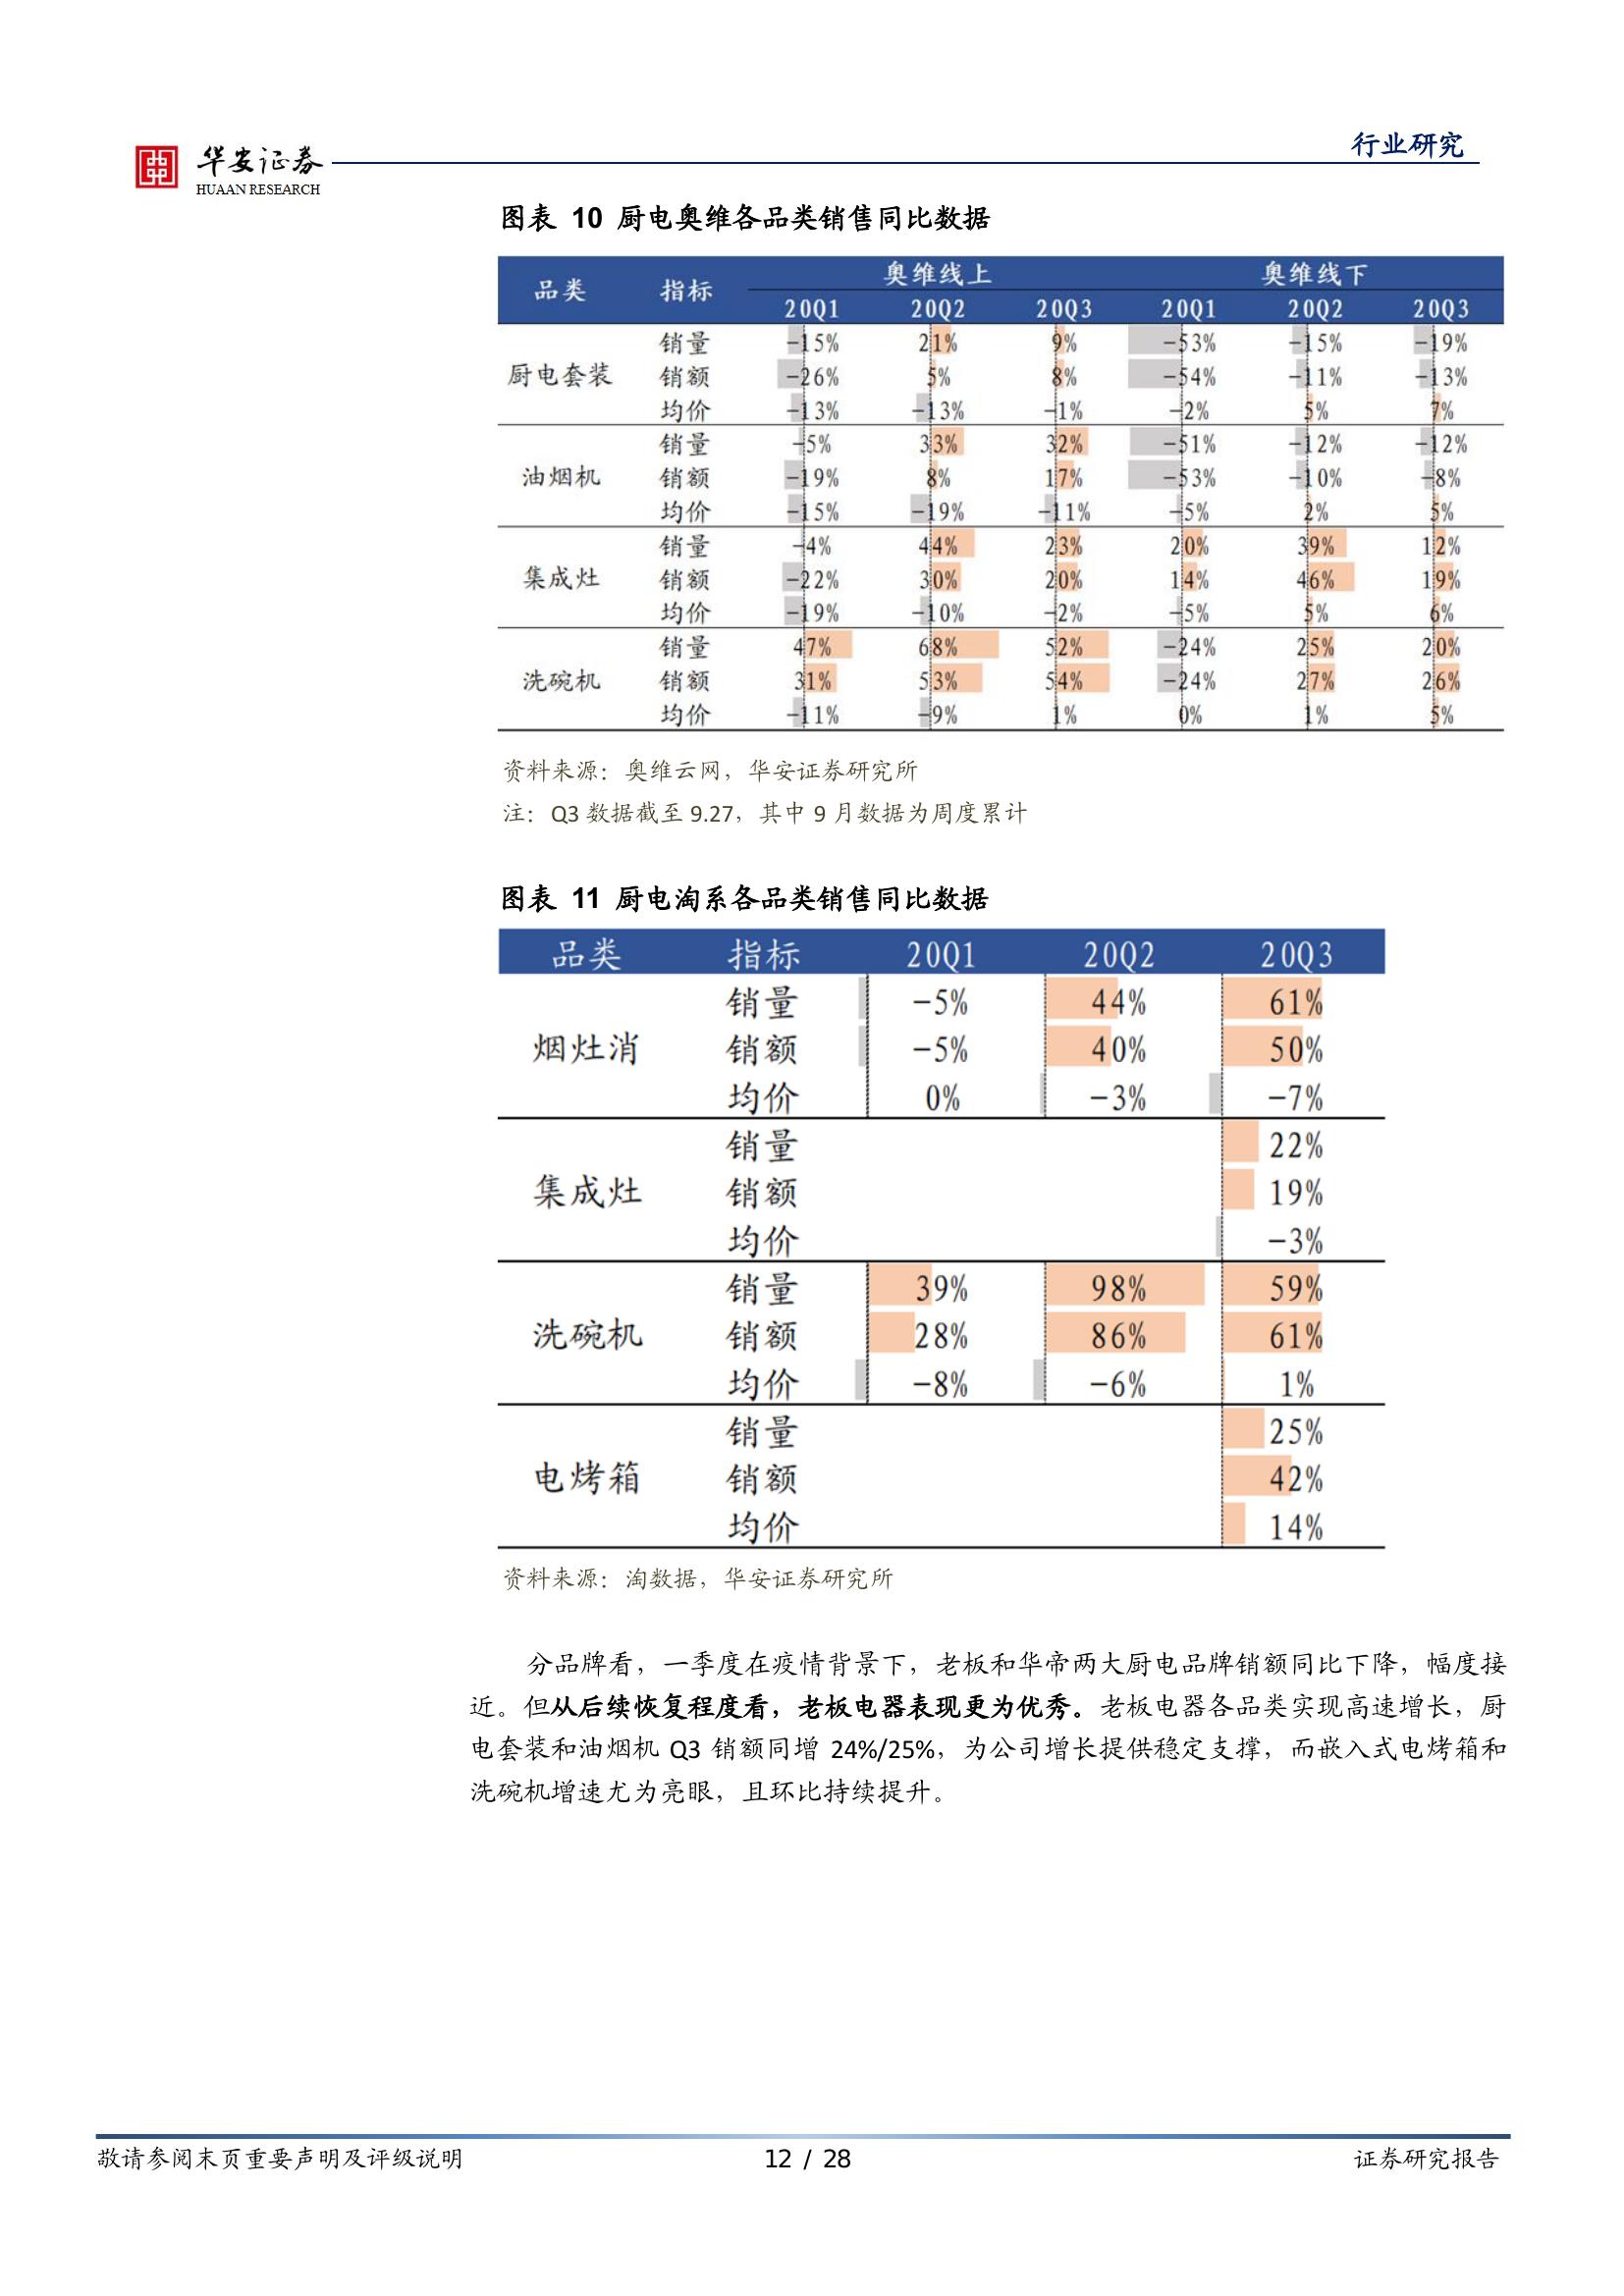 行业研究
华安证券
HUAAN RESEARCH
图表 10 厨电奥维各品类销售同比数据
品类 指标 奥维线上 奥维线下
20Q1 20Q2 20Q3 20Q1 20Q2 20Q3
厨电套装
销量 -15% 21% 9% -53% -15% -19%
销额 -26% 5% 8% -54% -11% -13%
均价 -13% -13% -1% -2% 5% 7%
油烟机
销量 -5% 33% 32% -51% -12% -12%
销额 -19% 8% 17% -53% -10% -8%
均价 -15% -19% -11% -5% 2% 5%
集成灶
销量 -4% 44% 23% 20% 39% 12%
销额 -22% 30% 20% 14% 46% 19%
均价 -19% -10% -2% -5% 5% 6%
洗碗机
销量 47% 68% 52% -24% 25% 20%
销额 31% 53% 54% -24% 27% 26%
均价 -11% -9% 1% 0% 1% 5%
资料来源：奥维云网，华安证券研究所
注：Q3 数据截至 9.27，其中 9 月数据为周度累计
图表 11 厨电淘系各品类销售同比数据
品类 指标 20Q1 20Q2 20Q3
烟灶消
销量 -5% 44% 61%
销额 -5% 40% 50%
均价 0% -3% -7%
集成灶
销量 22%
销额 19%
均价 -3%
洗碗机
销量 39% 98% 59%
销额 28% 86% 61%
均价 -8% -6% 1%
电烤箱
销量 25%
销额 42%
均价 14%
资料来源：淘数据，华安证券研究所
分品牌看，一季度在疫情背景下，老板和华帝两大厨电品牌销额同比下降，幅度接
近。但从后续恢复程度看，老板电器表现更为优秀。老板电器各品类实现高速增长，厨
电套装和油烟机 Q3 销额同增 24%/25%，为公司增长提供稳定支撑，而嵌入式电烤箱和
洗碗机增速尤为亮眼，且环比持续提升。
敬请参阅末页重要声明及评级说明 12 / 28 证券研究报告